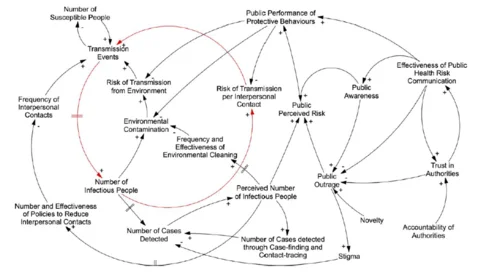 Number of
Susceptible People
Public Performance of
Protective Behaviours
Transmission
Events
Risk of Transmission
from Environment
Risk of Transmission
per Interpersonal
Contact
Effectiveness of Public
Health Risk
Communication
Public
Awareness
Frequency of
Interpersonal
Contacts
Public
Perceived Risk
Environmental
Contamination
Frequency and
Effectiveness of
Environmental Cleaning
Trust in
Authorities
Number of
Infectious People
Perceived Number
of Infectious People
Public
Outrage
Number and Effectiveness
of Policies to Reduce
Interpersonal Contacts
Novelty
Accountability of
Authorities
Number of Cases
Detected
Number of Cases detected
through Case-finding and
Contact-tracing
Stigma